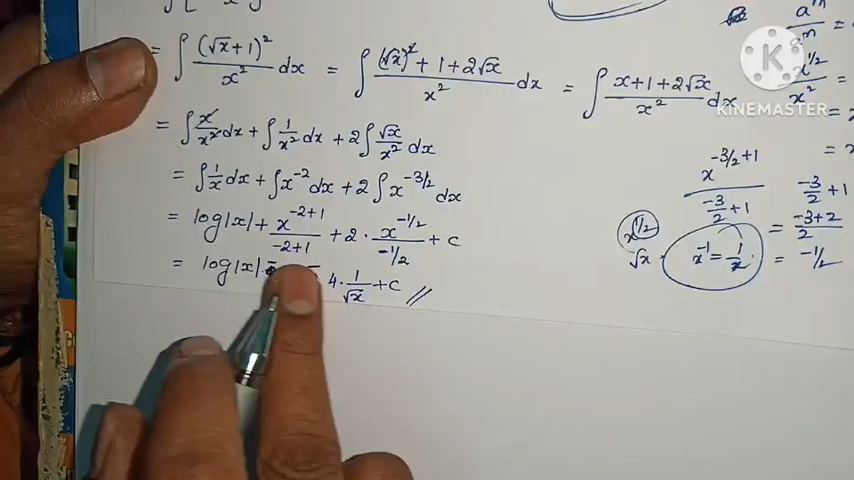 = ∫ (√x+1)² / x² dx = ∫ (√x)² + 1 + 2√x / x² dx = ∫ x+1+2√x / x² dx
= ∫ x/x² dx + ∫ 1/x² dx + 2∫ √x/x² dx
= ∫ 1/x dx + ∫ x⁻² dx + 2∫ x^(-3/2) dx
= log|x| + x^(-2+1) / -2+1 + 2 · x^(-1/2) / -1/2 + c
= log|x| 4 · 1/√x + c //
KINEMASTER
x^(-3/2+1) / -3/2+1
-3/2+1
= -3+2 / 2
= -1/2
x^(1/2)
√x ·
x⁻¹ = 1/x